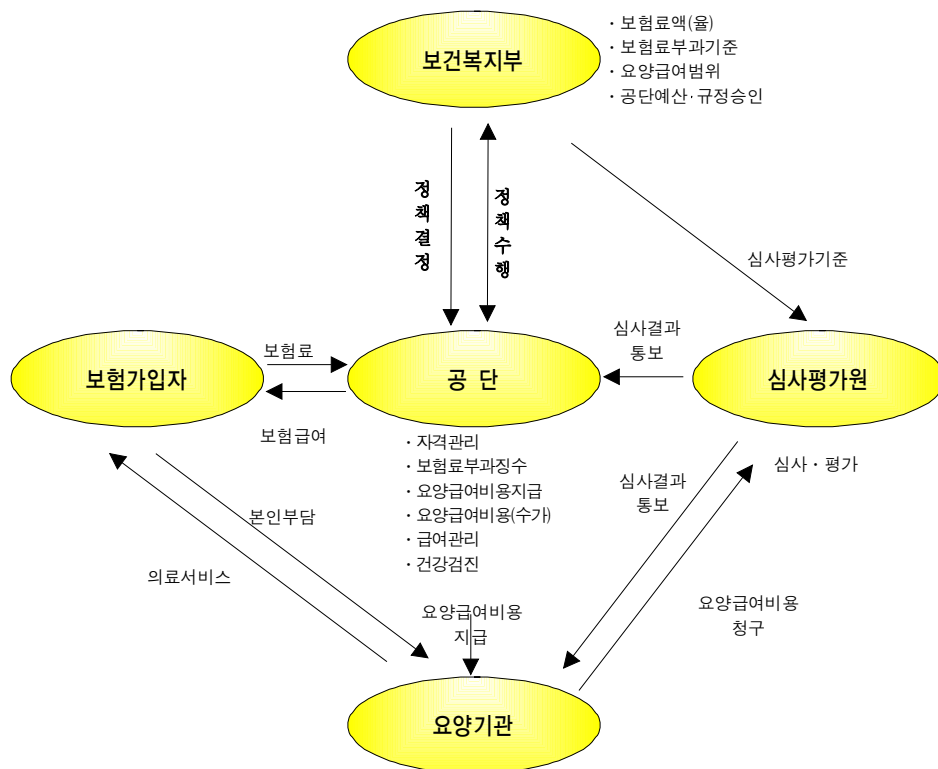 보건복지부
· 보험료액(율)
· 보험료부과기준
· 요양급여범위
· 공단예산·규정승인
정책결정
정책수행
심사평가기준
보험가입자
보험료
보험급여
공 단
심사결과
통보
심사평가원
· 자격관리
· 보험료부과징수
· 요양급여비용지급
· 요양급여비용(수가)
· 급여관리
· 건강검진
심사결과
통보
심사 · 평가
본인부담
의료서비스
요양급여비용
지급
요양급여비용
청구
요양기관